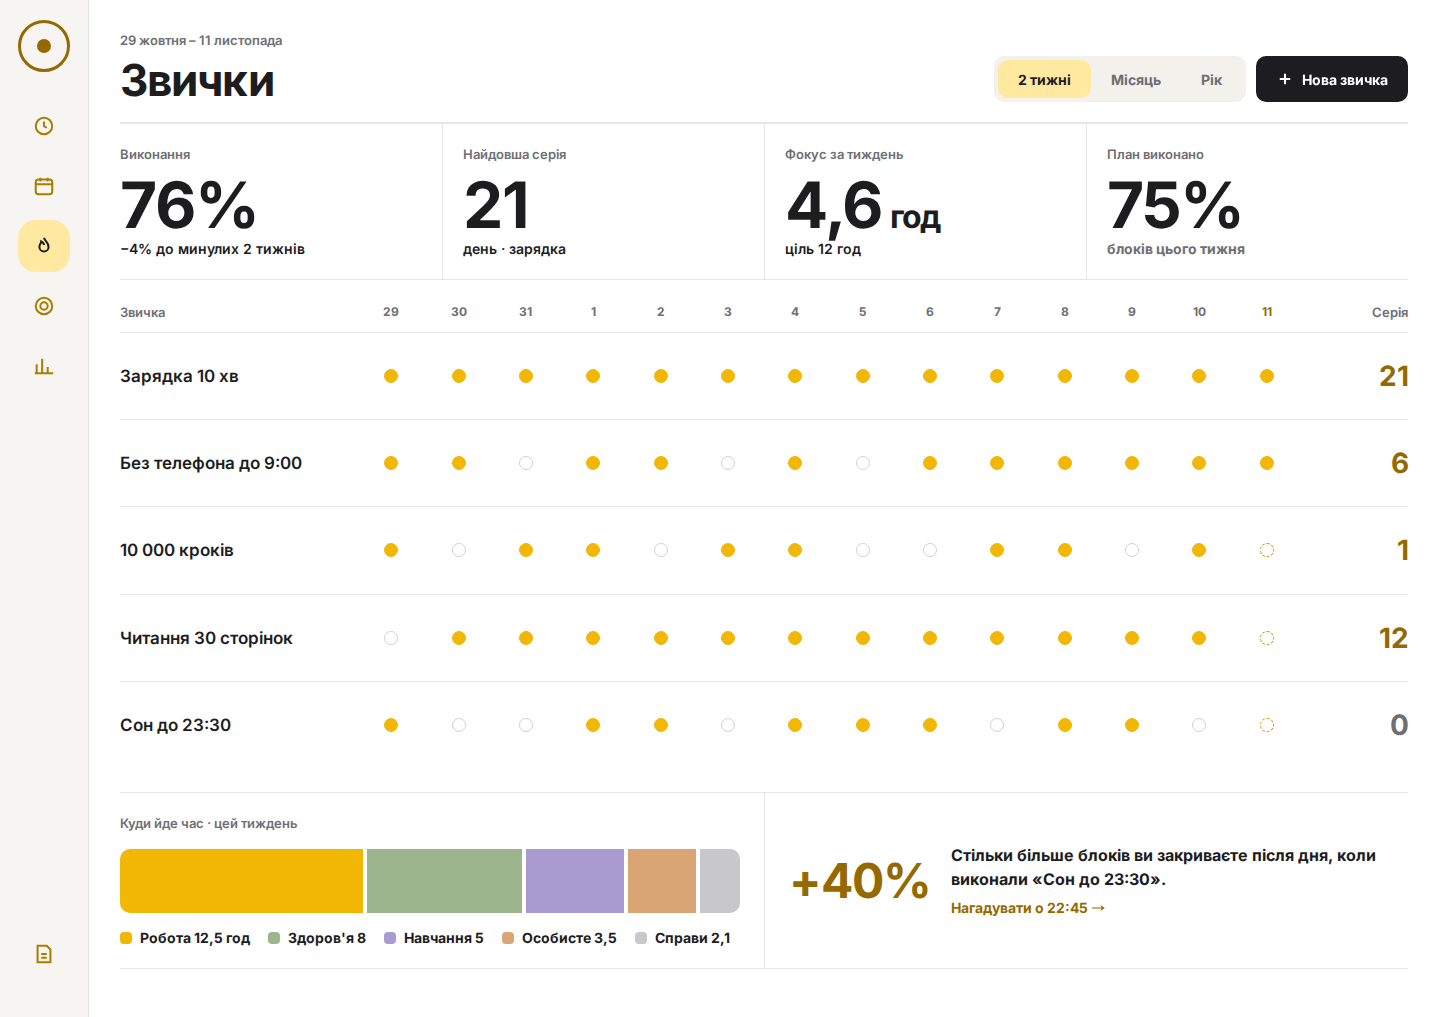 29 жовтня – 11 листопада
Звички
2 тижні Місяць Рік
+ Нова звичка
Виконання
76%
−4% до минулих 2 тижнів
Найдовша серія
21
день · зарядка
Фокус за тиждень
4,6 год
ціль 12 год
План виконано
75%
блоків цього тижня
Звичка 29 30 31 1 2 3 4 5 6 7 8 9 10 11 Серія
Зарядка 10 хв 21
Без телефона до 9:00 6
10 000 кроків 1
Читання 30 сторінок 12
Сон до 23:30 0
Куди йде час · цей тиждень
Робота 12,5 год Здоров'я 8 Навчання 5 Особисте 3,5 Справи 2,1
+40%
Стільки більше блоків ви закриваєте після дня, коли
виконали «Сон до 23:30».
Нагадувати о 22:45 →